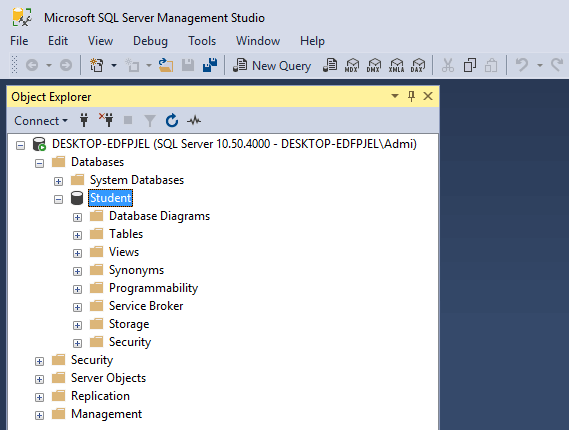 Microsoft SQL Server Management Studio
File Edit View Debug Tools Window Help
New Query MDX DMX XMLA DAX
Object Explorer
Connect
DESKTOP-EDFPJEL (SQL Server 10.50.4000 - DESKTOP-EDFPJEL\Admi)
Databases
System Databases
Student
Database Diagrams
Tables
Views
Synonyms
Programmability
Service Broker
Storage
Security
Security
Server Objects
Replication
Management